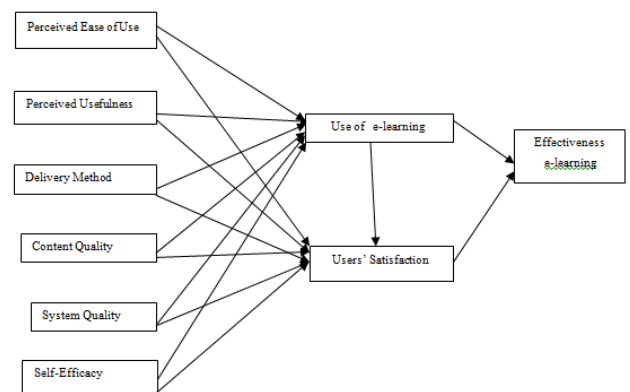 Perceived Ease of Use
Perceived Usefulness
Delivery Method
Content Quality
System Quality
Self-Efficacy
Use of e-learning
Users' Satisfaction
Effectiveness
e-learning